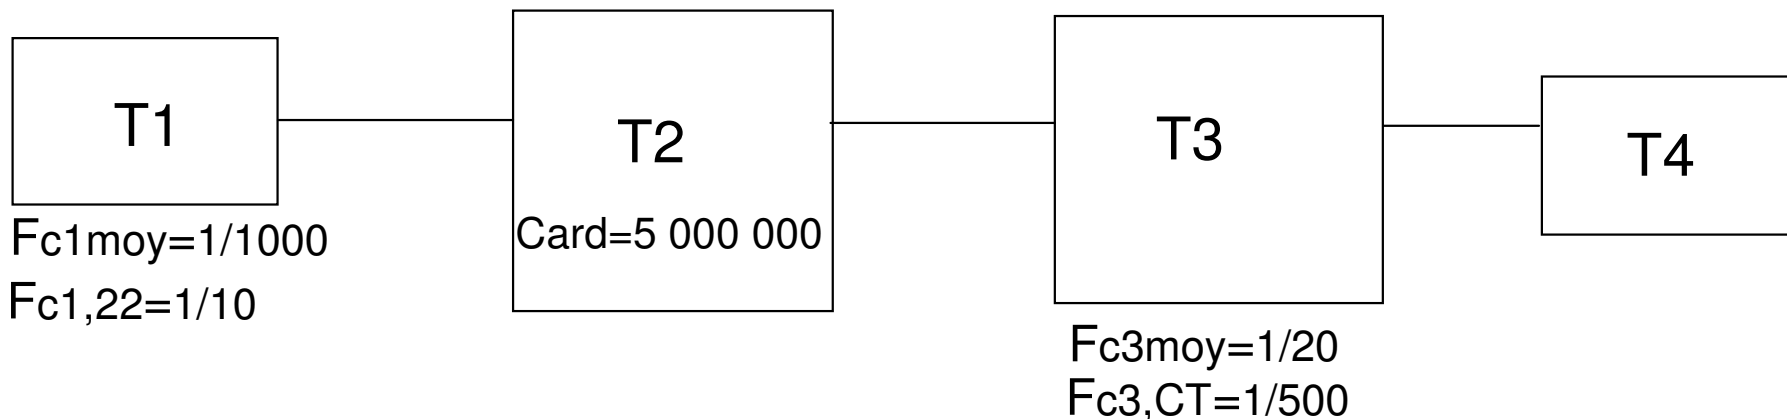 T1
T2
T3
T4
Card=5 000 000
Fc1moy=1/1000
Fc1,22=1/10
Fc3moy=1/20
Fc3,CT=1/500